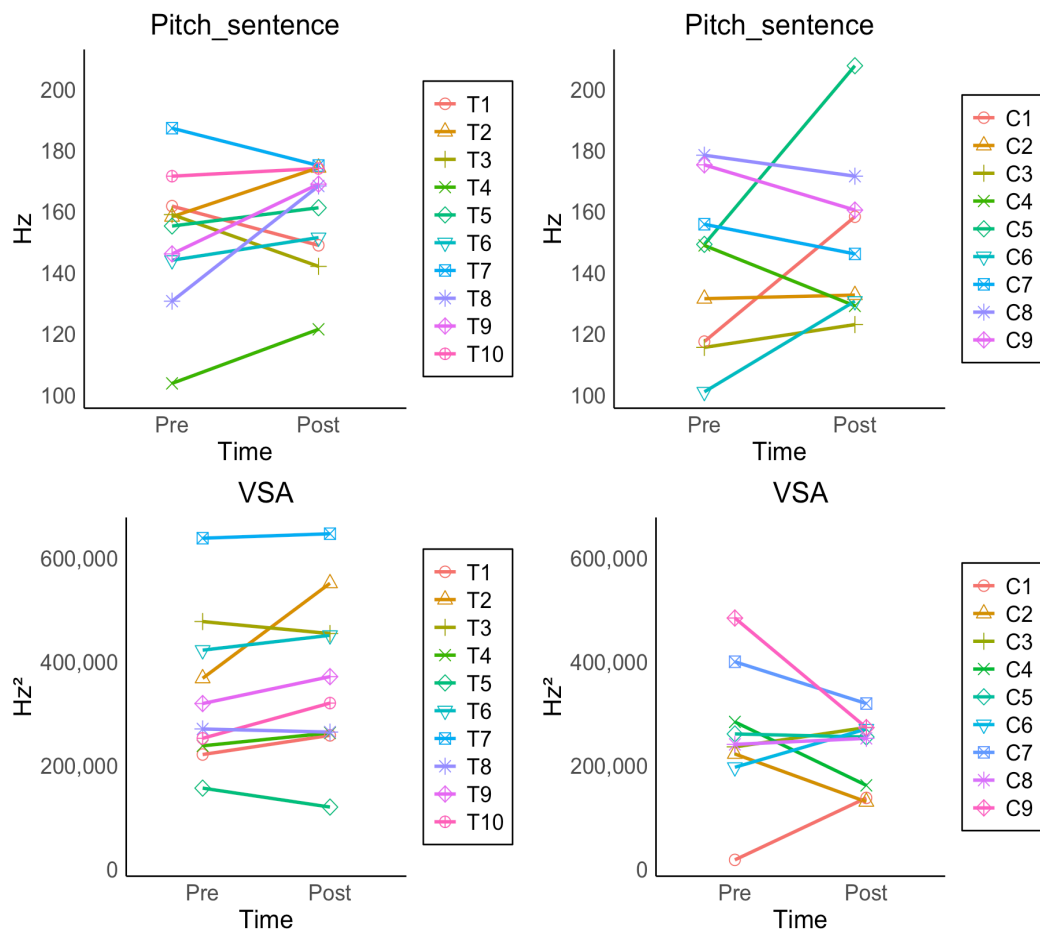 Pitch_sentence
200
180
160
140
120
100
Hz
Pre
Post
Time
T1
T2
T3
T4
T5
T6
T7
T8
T9
T10
Pitch_sentence
200
180
160
140
120
100
Hz
Pre
Post
Time
C1
C2
C3
C4
C5
C6
C7
C8
C9
VSA
600,000
400,000
200,000
0
Hz²
Pre
Post
Time
T1
T2
T3
T4
T5
T6
T7
T8
T9
T10
VSA
600,000
400,000
200,000
0
Hz²
Pre
Post
Time
C1
C2
C3
C4
C5
C6
C7
C8
C9